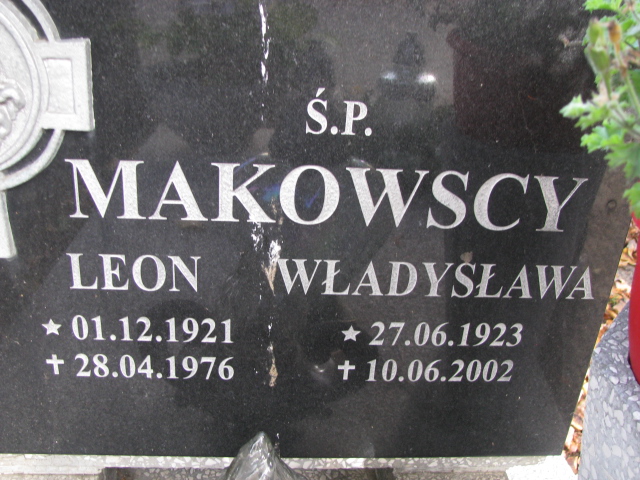 Ś.P.
MAKOWSCY
LEON WŁADYSŁAWA
★ 01.12.1921 ★ 27.06.1923
✝ 28.04.1976 ✝ 10.06.2002